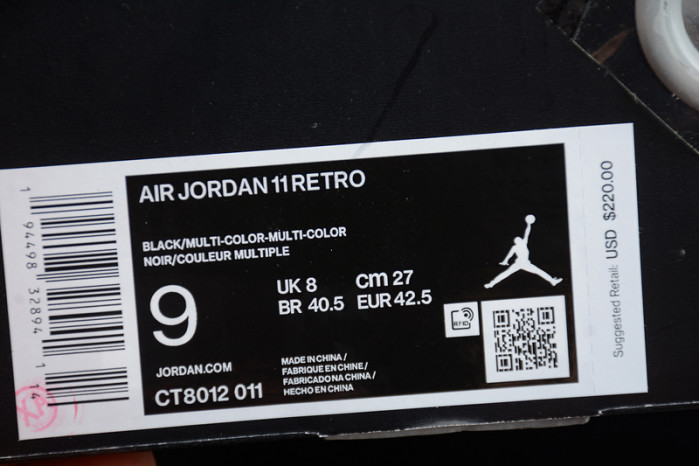 AIR JORDAN 11 RETRO
BLACK/MULTI-COLOR-MULTI-COLOR
NOIR/COULEUR MULTIPLE
9
UK 8 cm 27
BR 40.5 EUR 42.5
RFID
JORDAN.COM
CT8012 011
MADE IN CHINA /
FABRIQUE EN CHINE /
FABRICADO NA CHINA /
HECHO EN CHINA
1 94498 32894 1 14
Suggested Retail: USD $220.00